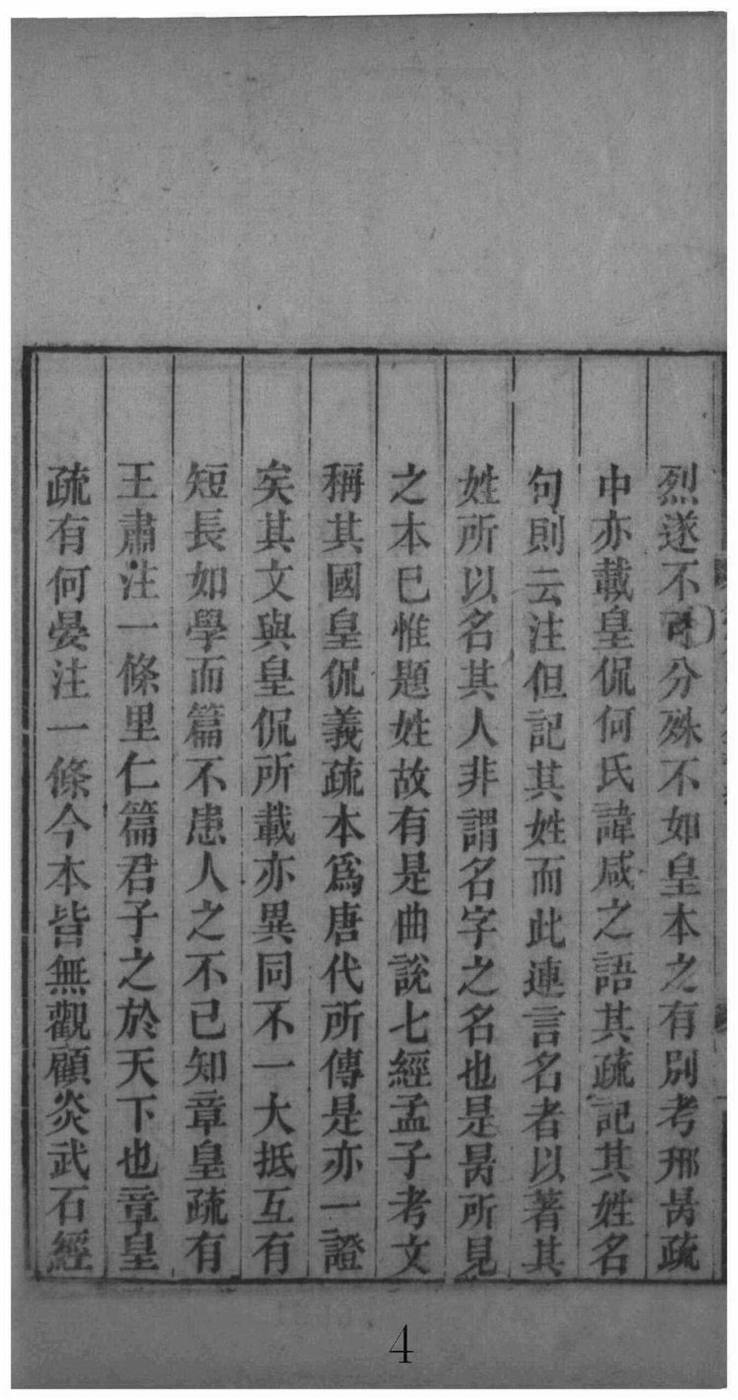 烈遂不可分殊不如皇本之有別考邢昺疏
中亦載皇侃何氏諱咸之語其疏記其姓名
句則云注但記其姓而此連言名者以著其
姓所以名其人非謂名字之名也是昺所見
之本已惟題姓故有是曲說七經孟子考文
稱其國皇侃義疏本爲唐代所傳是亦一證
矣其文與皇侃所載亦異同不一大抵互有
短長如學而篇不患人之不己知章皇疏有
王肅注一條里仁篇君子之於天下也章皇
疏有何晏注一條今本皆無觀顧炎武石經
4